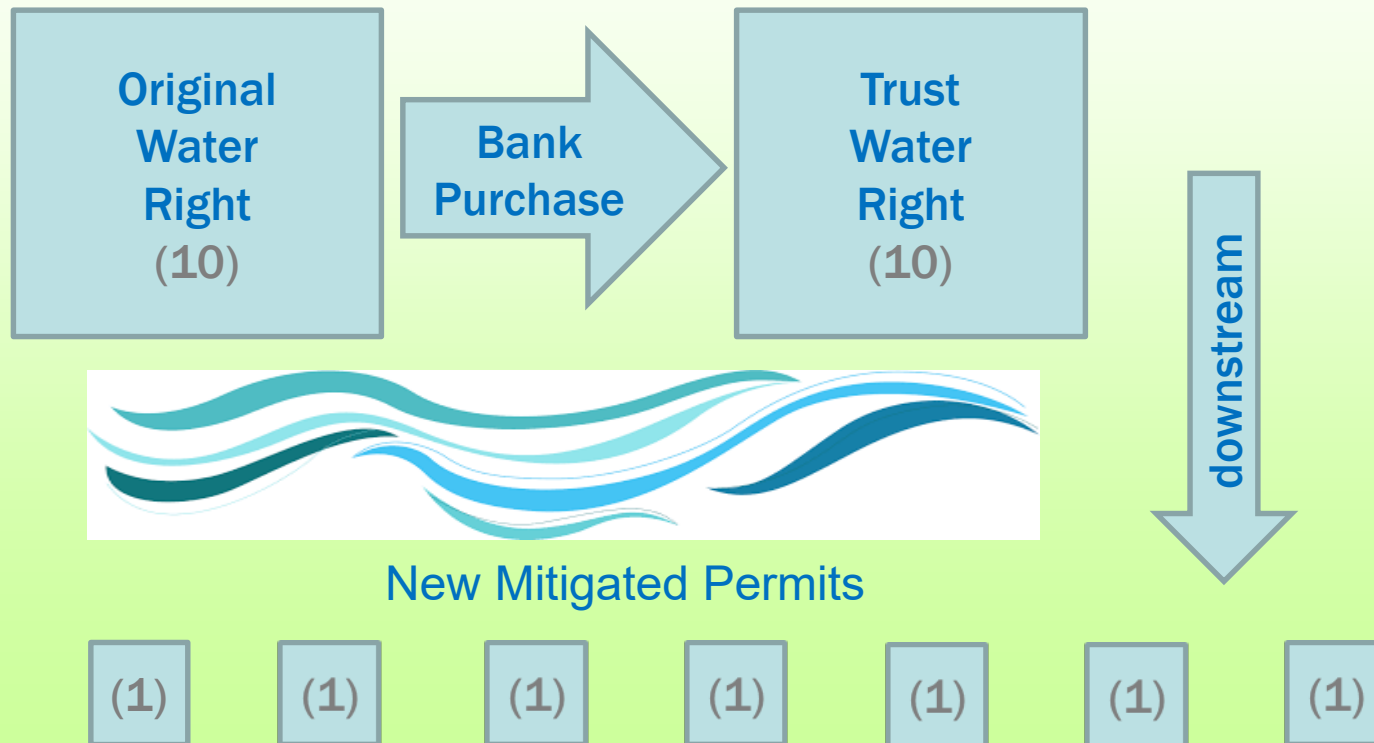 Original
Water
Right
(10)
Bank
Purchase
Trust
Water
Right
(10)
downstream
New Mitigated Permits
(1)
(1)
(1)
(1)
(1)
(1)
(1)